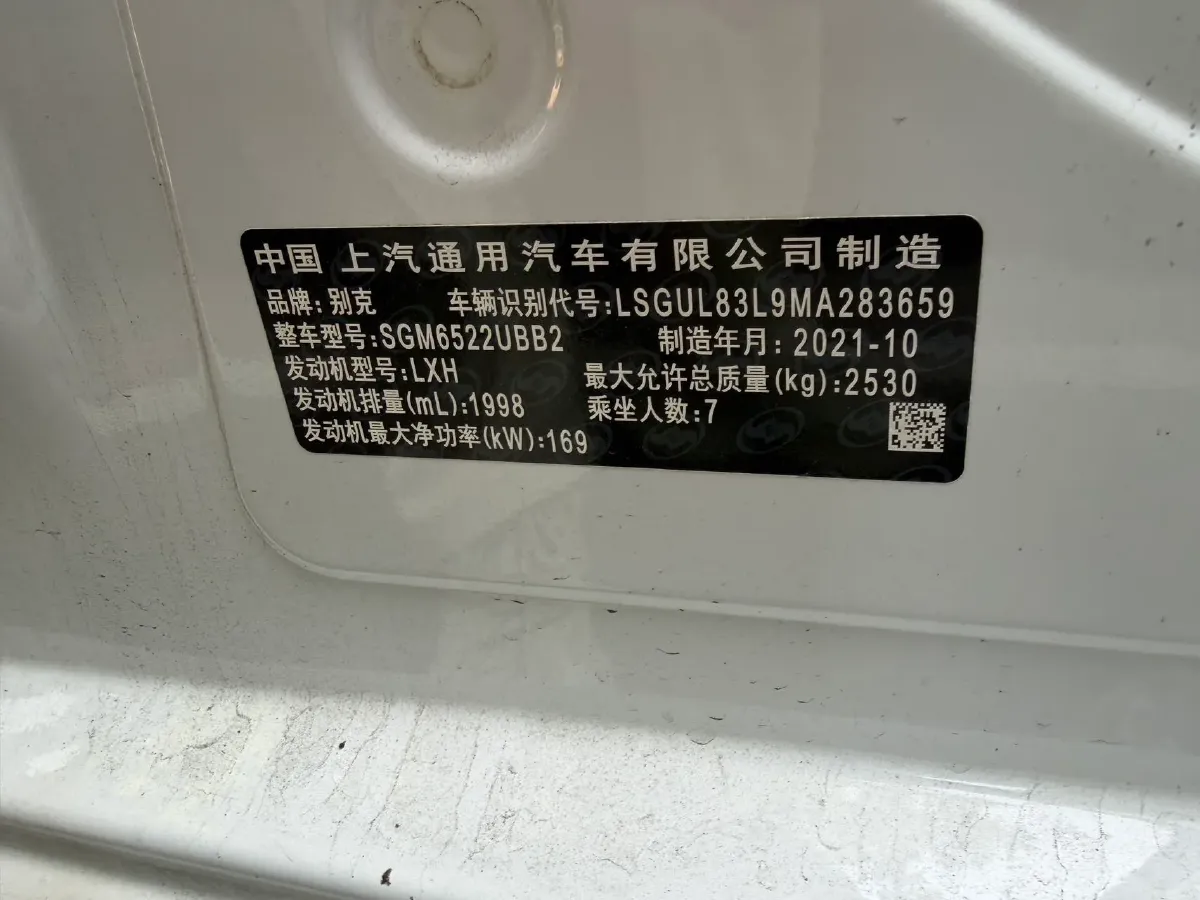 中国 上汽通用汽车有限公司制造
品牌: 别克 车辆识别代号:LSGUL83L9MA283659
整车型号:SGM6522UBB2 制造年月: 2021-10
发动机型号:LXH 最大允许总质量(kg):2530
发动机排量(mL):1998 乘坐人数:7
发动机最大净功率(kW):169